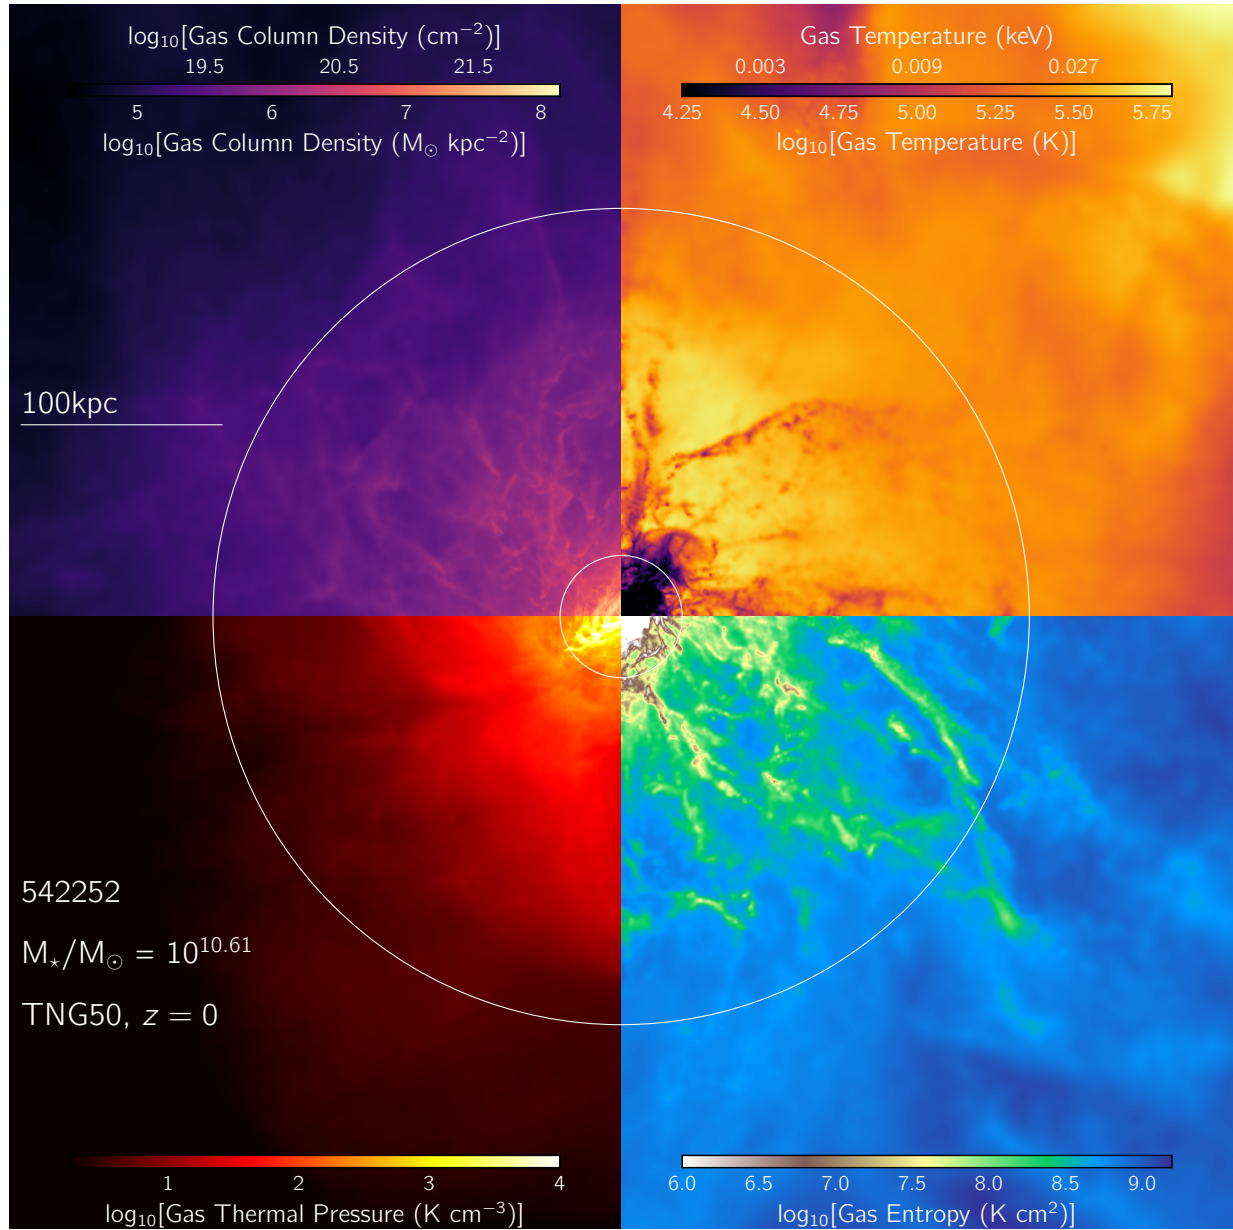 log₁₀[Gas Column Density (cm⁻²)]
19.5 20.5 21.5
5 6 7 8
log₁₀[Gas Column Density (M☉ kpc⁻²)]
Gas Temperature (keV)
0.003 0.009 0.027
4.25 4.50 4.75 5.00 5.25 5.50 5.75
log₁₀[Gas Temperature (K)]
100kpc
542252
M⋆/M☉ = 10¹⁰·⁶¹
TNG50, z = 0
1 2 3 4
log₁₀[Gas Thermal Pressure (K cm⁻³)]
6.0 6.5 7.0 7.5 8.0 8.5 9.0
log₁₀[Gas Entropy (K cm²)]